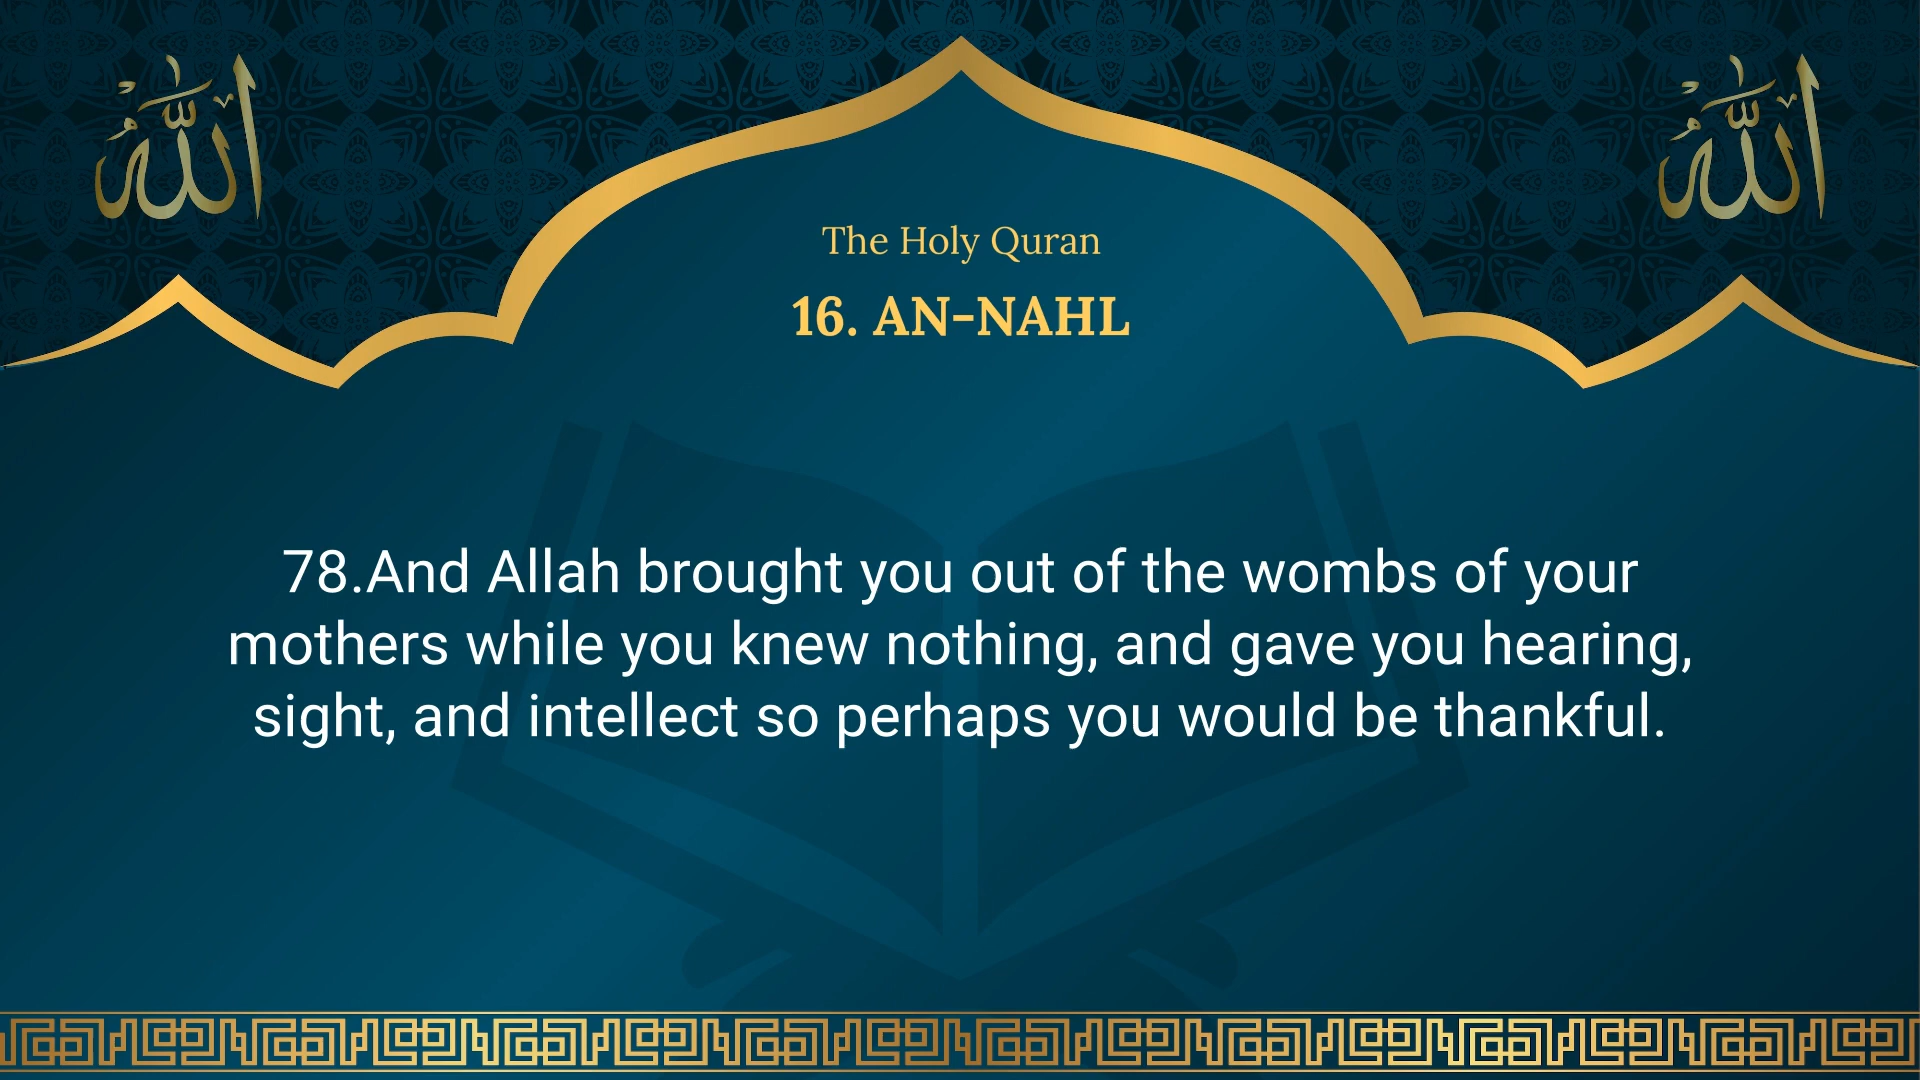 الله
الله
The Holy Quran
16. AN-NAHL
78.And Allah brought you out of the wombs of your
mothers while you knew nothing, and gave you hearing,
sight, and intellect so perhaps you would be thankful.